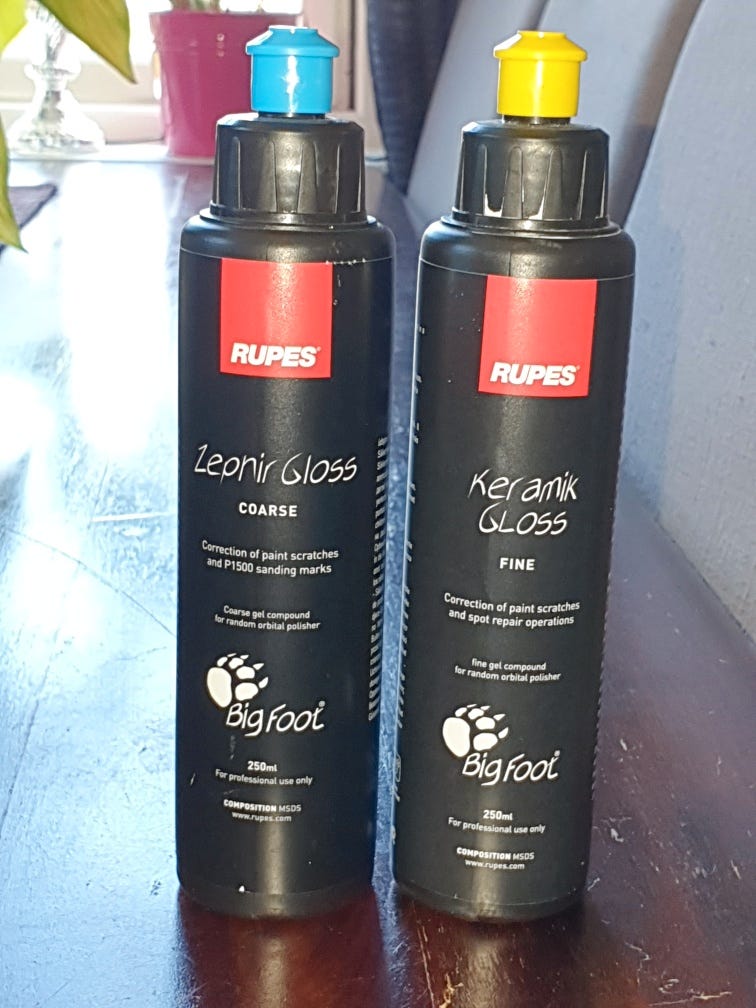 RUPES
Zephir Gloss
COARSE
Correction of paint scratches
and P1500 sanding marks
Coarse gel compound
for random orbital polisher
BigFoot
250ml
For professional use only
COMPOSITION MSDS
www.rupes.com
RUPES
Keramik
GLOSS
FINE
Correction of paint scratches
and spot repair operations
fine gel compound
for random orbital polisher
BigFoot
250ml
For professional use only
COMPOSITION MSDS
www.rupes.com